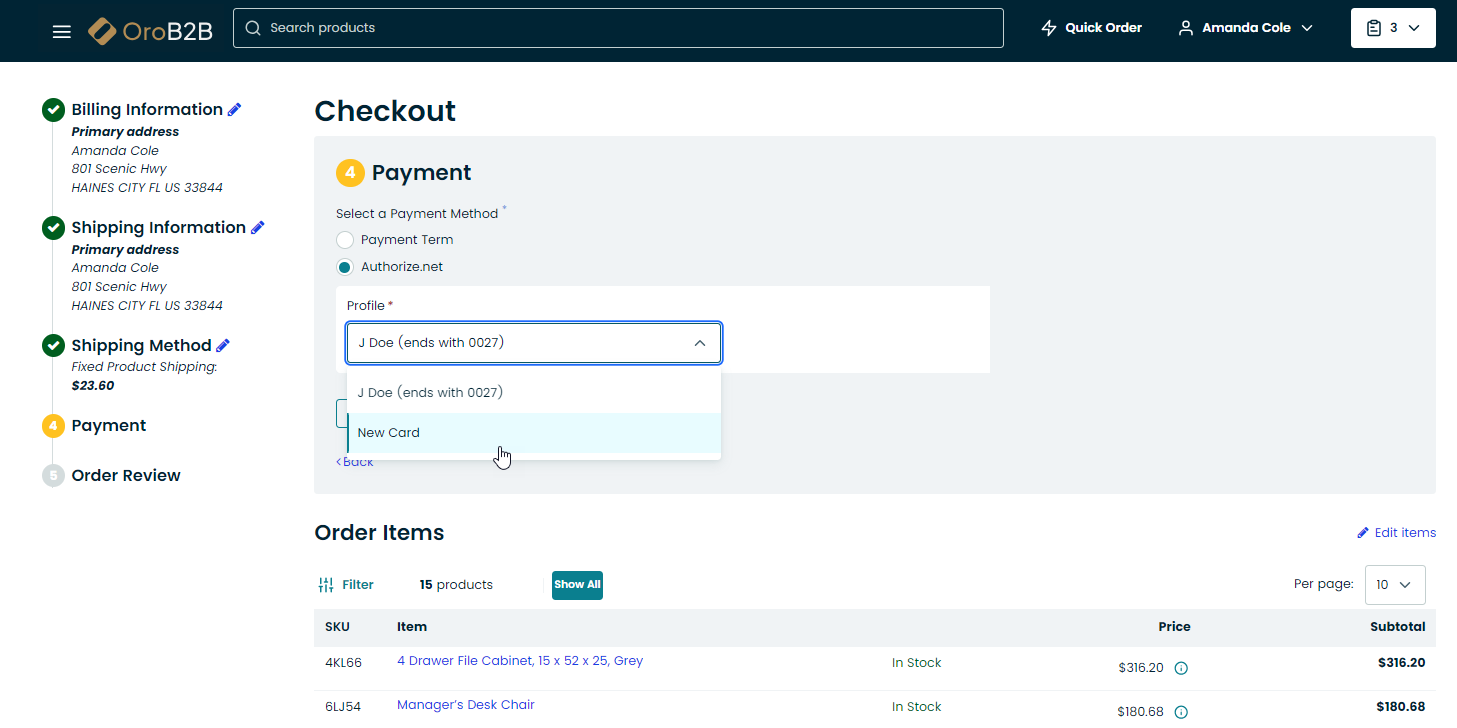 OroB2B
Search products
Quick Order
Amanda Cole
3
Billing Information
Primary address
Amanda Cole
801 Scenic Hwy
HAINES CITY FL US 33844
Shipping Information
Primary address
Amanda Cole
801 Scenic Hwy
HAINES CITY FL US 33844
Shipping Method
Fixed Product Shipping:
$23.60
4 Payment
5 Order Review
Checkout
4 Payment
Select a Payment Method *
Payment Term
Authorize.net
Profile *
J Doe (ends with 0027)
J Doe (ends with 0027)
New Card
Back
Order Items
Edit items
Filter
15 products
Show All
Per page: 10
SKU Item Price Subtotal
4KL66 4 Drawer File Cabinet, 15 x 52 x 25, Grey In Stock $316.20 $316.20
6LJ54 Manager's Desk Chair In Stock $180.68 $180.68